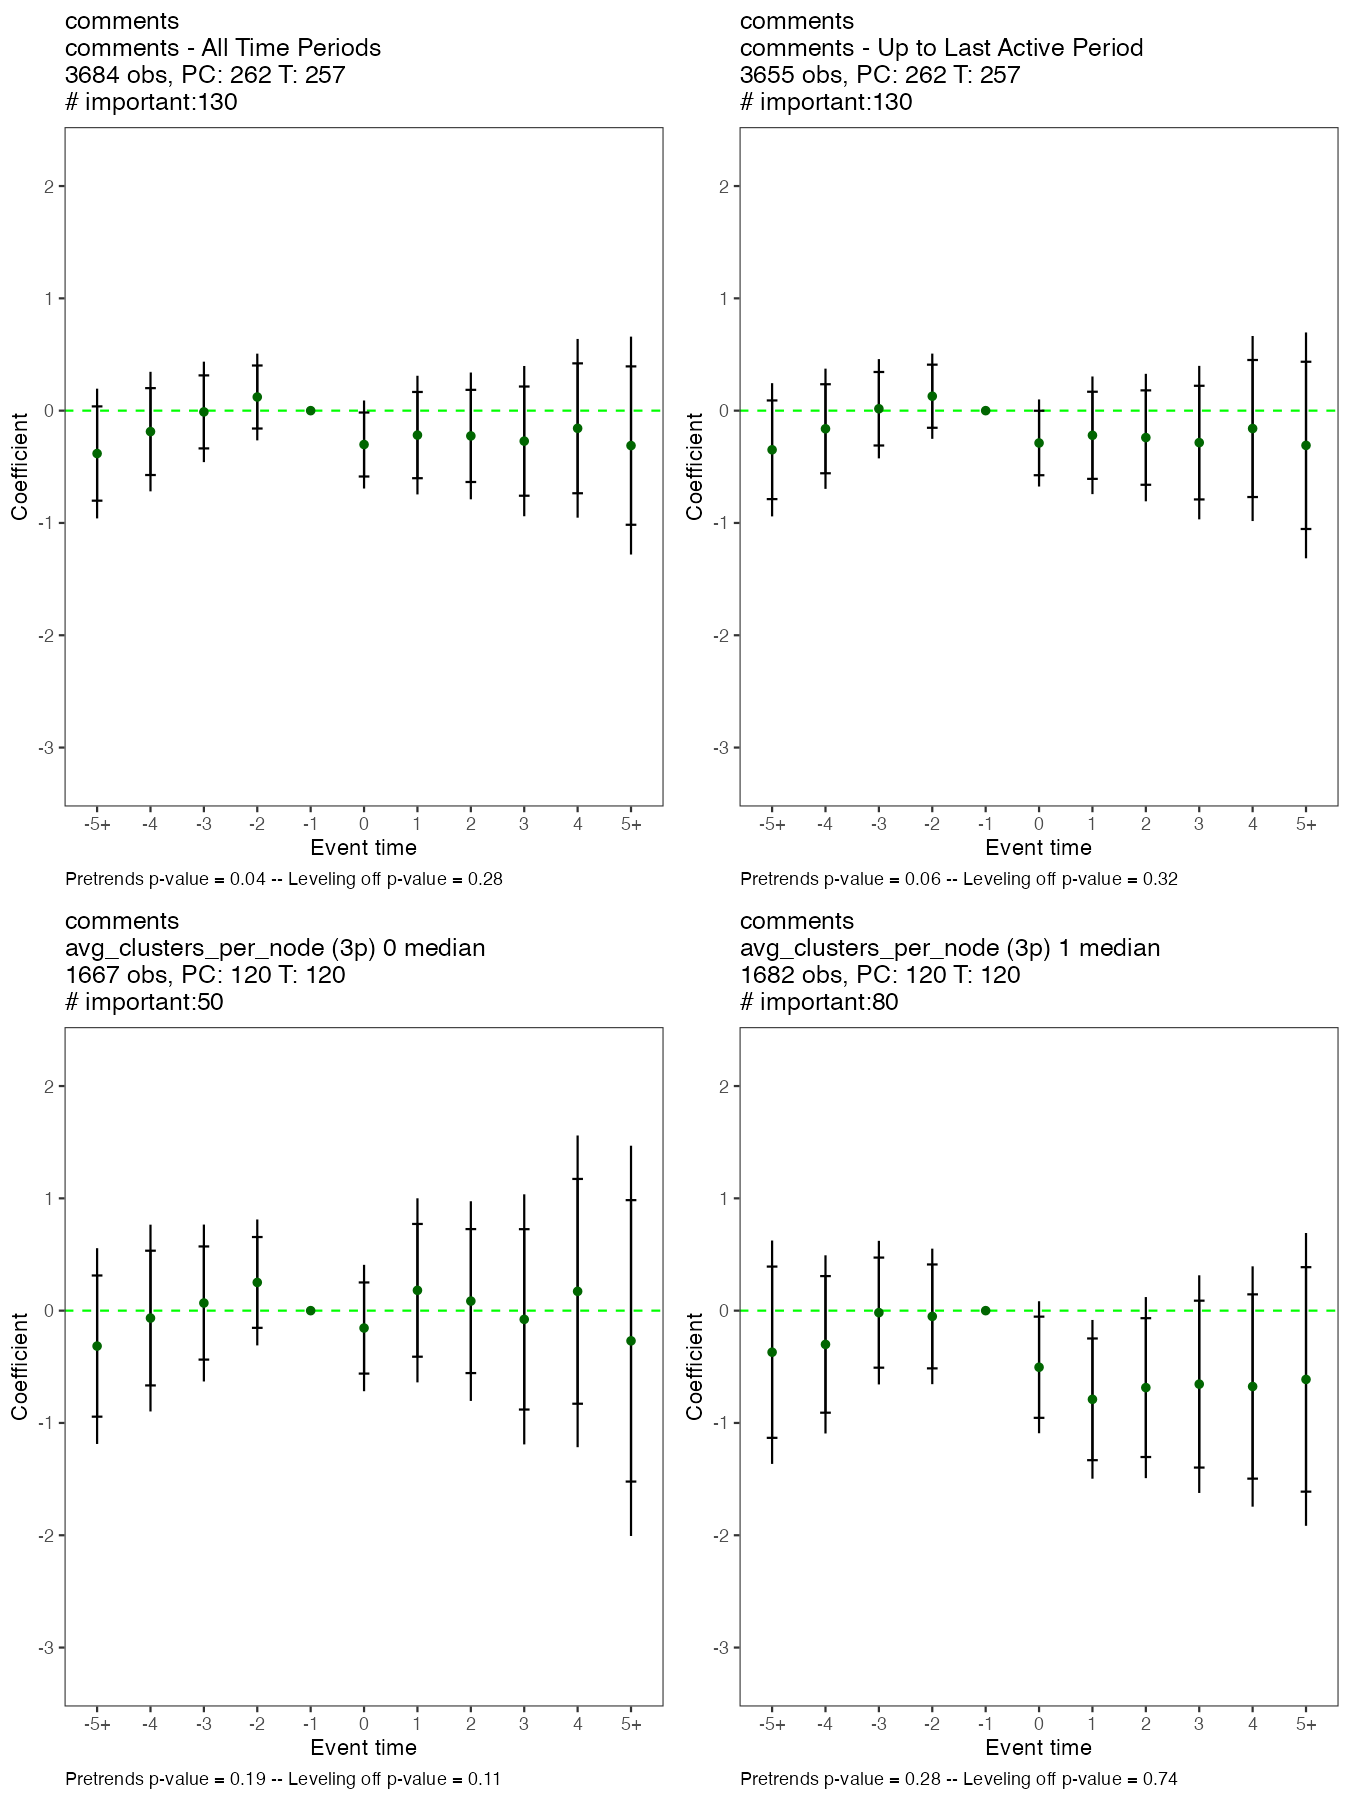 comments
comments - All Time Periods
3684 obs, PC: 262 T: 257
# important:130
2
1
0
-1
-2
-3
Coefficient
-5+ -4 -3 -2 -1 0 1 2 3 4 5+
Event time
Pretrends p-value = 0.04 -- Leveling off p-value = 0.28
comments
comments - Up to Last Active Period
3655 obs, PC: 262 T: 257
# important:130
2
1
0
-1
-2
-3
Coefficient
-5+ -4 -3 -2 -1 0 1 2 3 4 5+
Event time
Pretrends p-value = 0.06 -- Leveling off p-value = 0.32
comments
avg_clusters_per_node (3p) 0 median
1667 obs, PC: 120 T: 120
# important:50
2
1
0
-1
-2
-3
Coefficient
-5+ -4 -3 -2 -1 0 1 2 3 4 5+
Event time
Pretrends p-value = 0.19 -- Leveling off p-value = 0.11
comments
avg_clusters_per_node (3p) 1 median
1682 obs, PC: 120 T: 120
# important:80
2
1
0
-1
-2
-3
Coefficient
-5+ -4 -3 -2 -1 0 1 2 3 4 5+
Event time
Pretrends p-value = 0.28 -- Leveling off p-value = 0.74